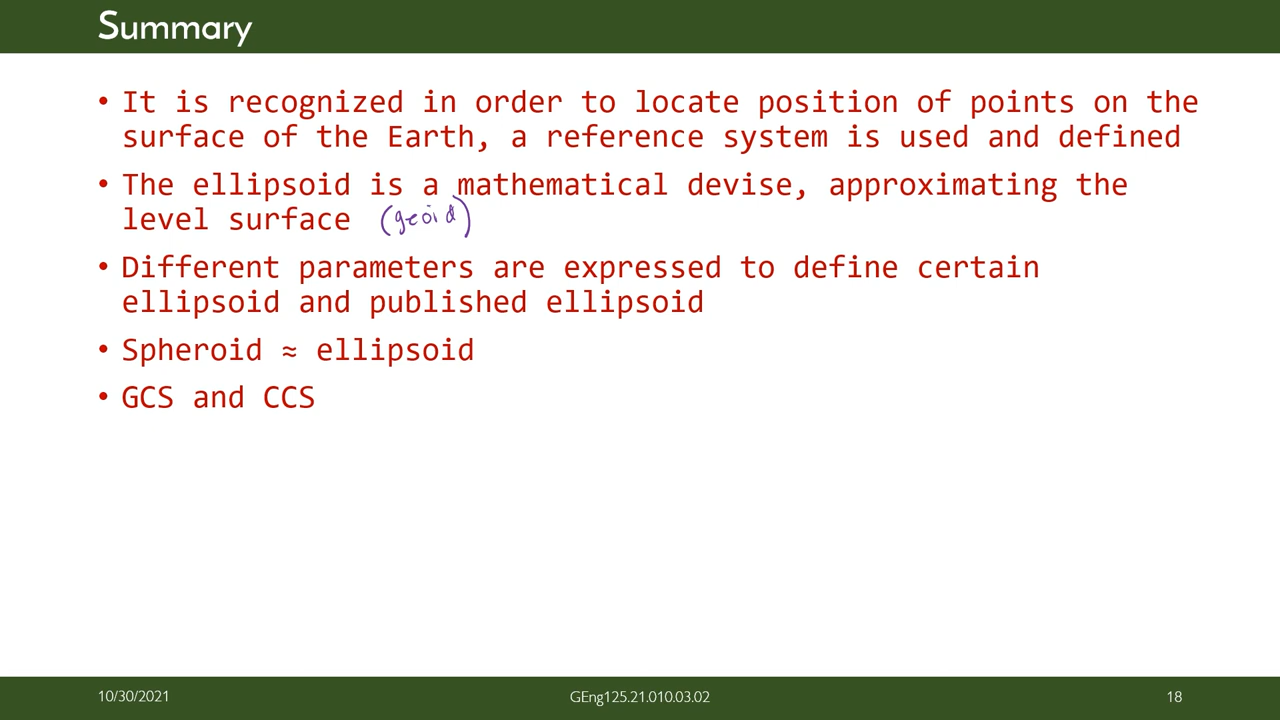 Summary
• It is recognized in order to locate position of points on the
surface of the Earth, a reference system is used and defined
• The ellipsoid is a mathematical devise, approximating the
level surface (geoid)
• Different parameters are expressed to define certain
ellipsoid and published ellipsoid
• Spheroid ≈ ellipsoid
• GCS and CCS
10/30/2021 GEng125.21.010.03.02 18